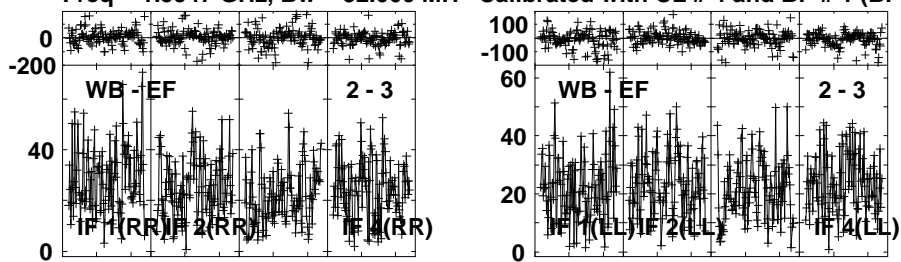 Calibrated with CL # 1 and BP # 1 (BP
0
-200
WB - EF
2 - 3
40
0
IF 1(RR)
IF 2(RR)
IF 4(RR)
100
-100
60
WB - EF
2 - 3
40
20
0
IF 1(LL)
IF 2(LL)
IF 4(LL)